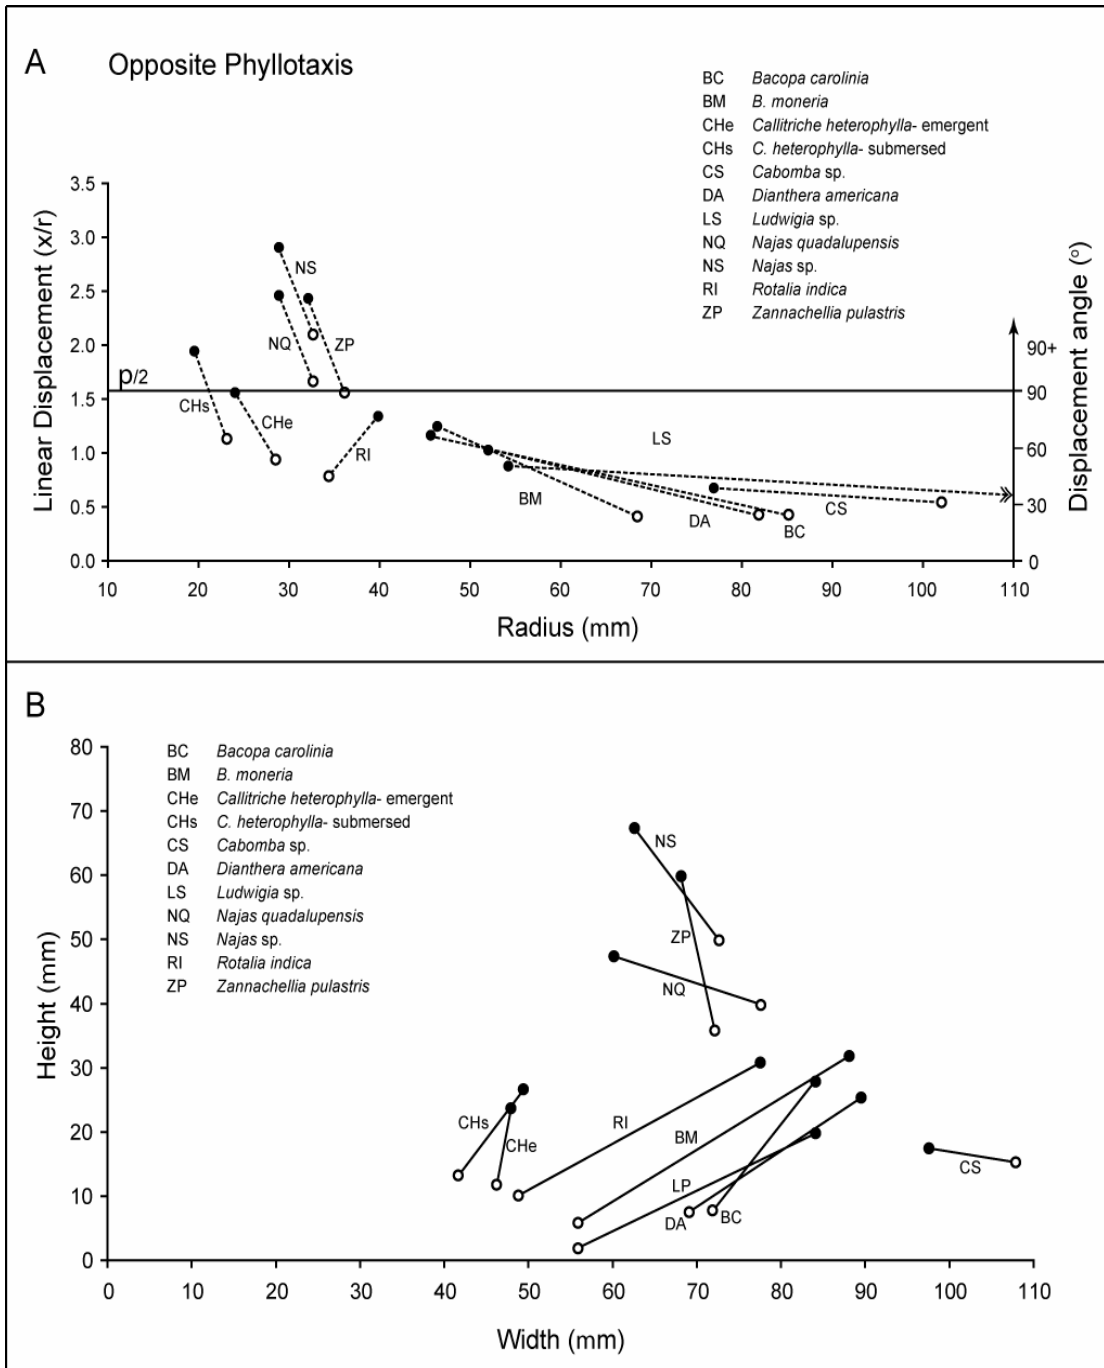 A
Opposite Phyllotaxis
BC Bacopa carolinia
BM B. moneria
CHe Callitriche heterophylla- emergent
CHs C. heterophylla- submersed
CS Cabomba sp.
DA Dianthera americana
LS Ludwigia sp.
NQ Najas quadalupensis
NS Najas sp.
RI Rotalia indica
ZP Zannachellia pulastris
Linear Displacement (x/r)
3.5
3.0
2.5
2.0
1.5
1.0
0.5
0.0
p/2
NS
NQ
ZP
CHs
CHe
RI
LS
BM
DA
BC
CS
90+
90
60
30
0
Displacement angle (°)
10 20 30 40 50 60 70 80 90 100 110
Radius (mm)
B
BC Bacopa carolinia
BM B. moneria
CHe Callitriche heterophylla- emergent
CHs C. heterophylla- submersed
CS Cabomba sp.
DA Dianthera americana
LS Ludwigia sp.
NQ Najas quadalupensis
NS Najas sp.
RI Rotalia indica
ZP Zannachellia pulastris
Height (mm)
80
70
60
50
40
30
20
10
0
NS
ZP
NQ
CHs
CHe
RI
BM
LP
DA
BC
CS
0 10 20 30 40 50 60 70 80 90 100 110
Width (mm)